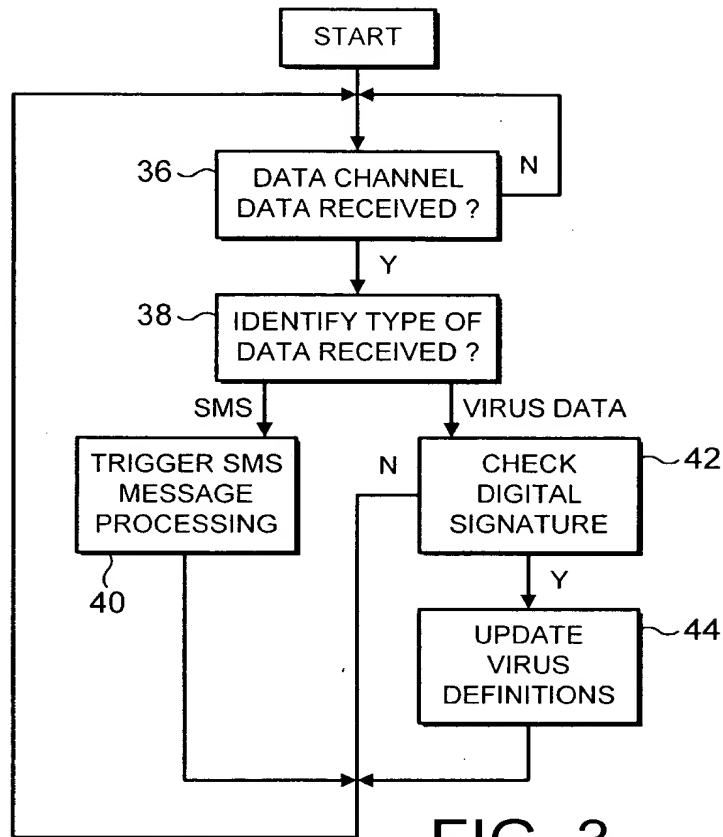 START
36
DATA CHANNEL
DATA RECEIVED ?
N
Y
38
IDENTIFY TYPE OF
DATA RECEIVED ?
SMS
VIRUS DATA
TRIGGER SMS
MESSAGE
PROCESSING
40
N
CHECK
DIGITAL
SIGNATURE
42
Y
UPDATE
VIRUS
DEFINITIONS
44
FIG.